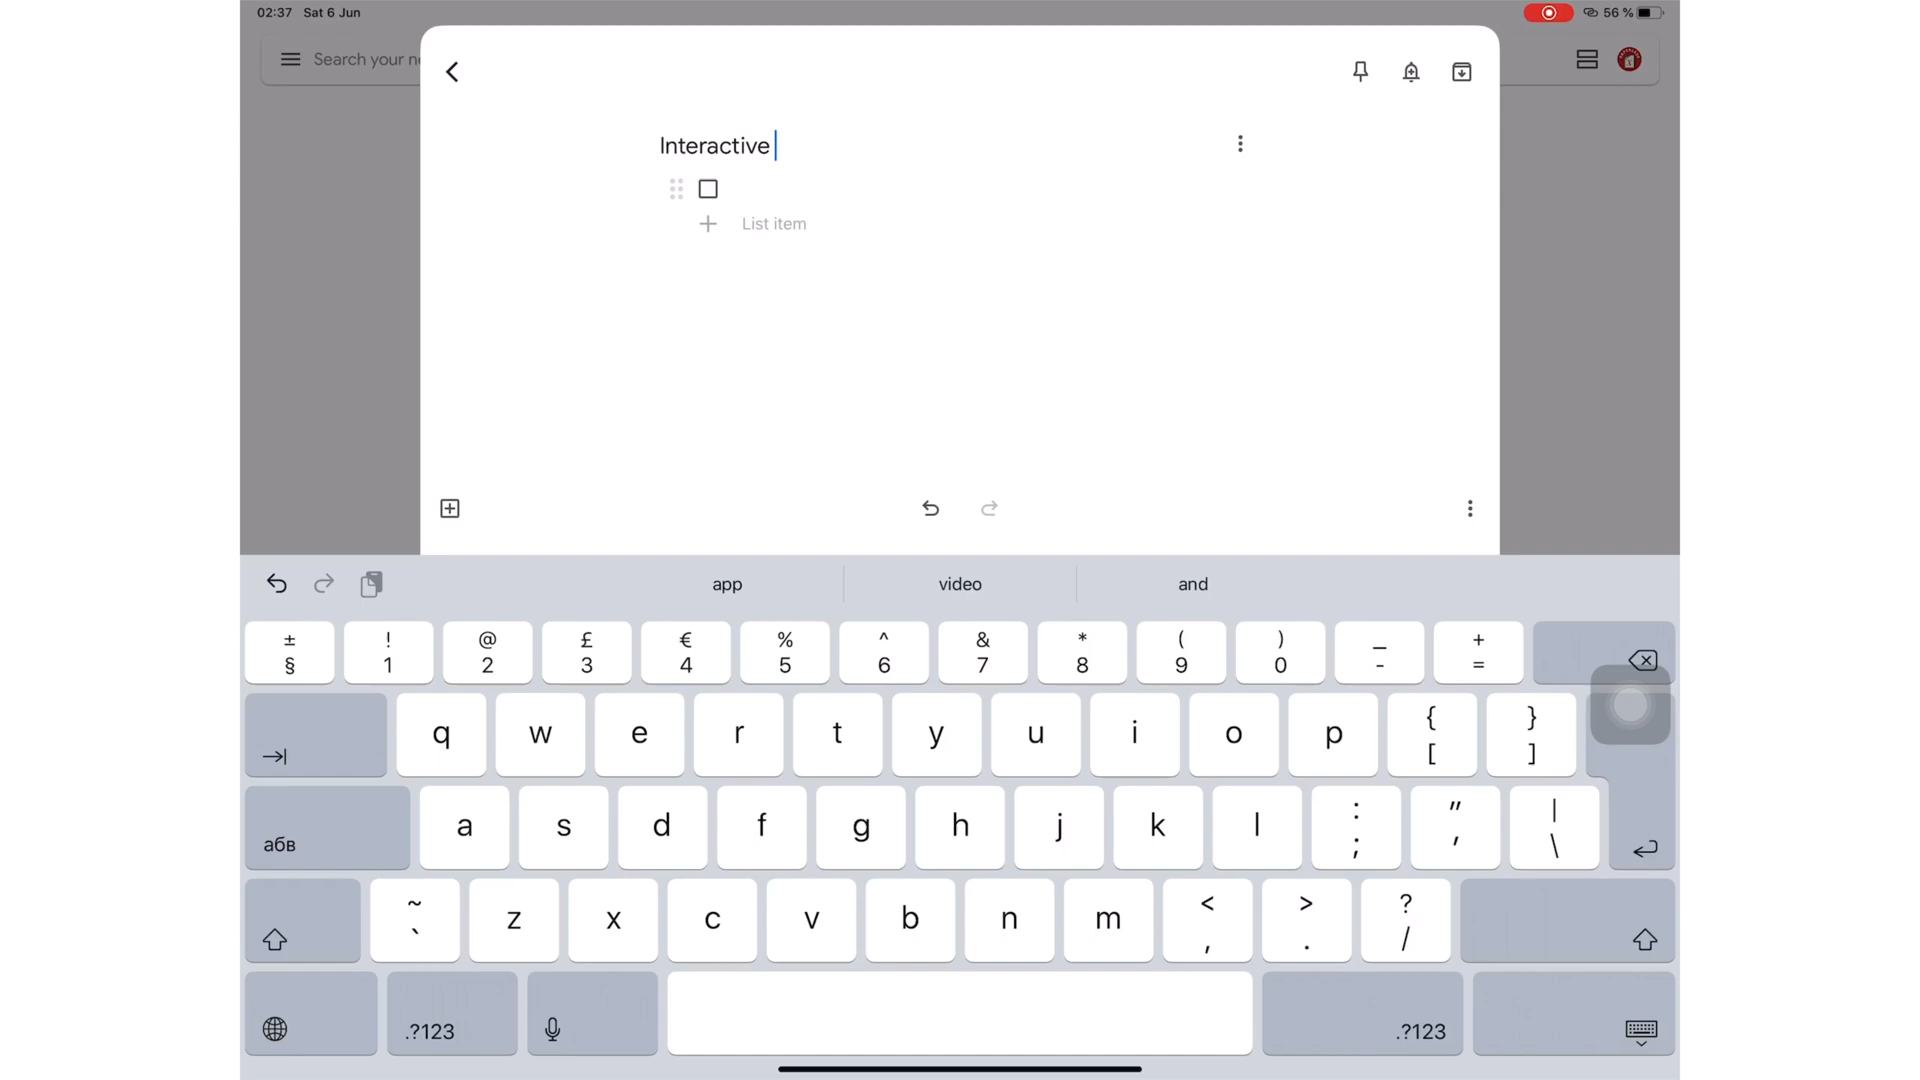 02:37 Sat 6 Jun 56 %
Search your n
Interactive
List item
app video and
± ! @ £ € % ^ & * ( ) _ +
§ 1 2 3 4 5 6 7 8 9 0 - =
q w e r t y u i o p { [ } ]
абв a s d f g h j k l : ; " ' | \
~ ` z x c v b n m < , > . ? /
.?123 .?123